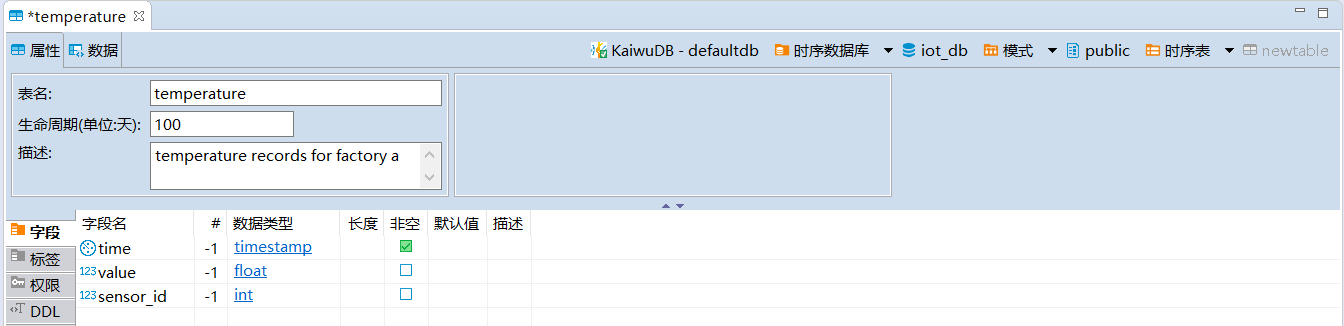 *temperature
属性 数据 KaiwuDB - defaultdb 时序数据库 iot_db 模式 public 时序表 newtable
表名: temperature
生命周期(单位:天): 100
描述: temperature records for factory a
字段名 # 数据类型 长度 非空 默认值 描述
字段
time -1 timestamp
标签
123 value -1 float
权限
123 sensor_id -1 int
DDL